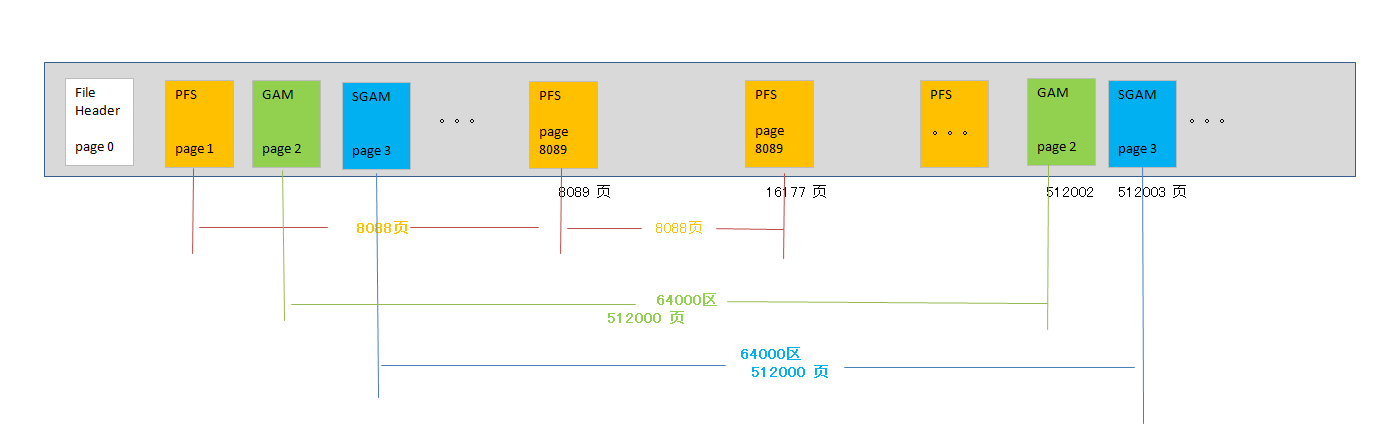 File
Header
page 0
PFS
page 1
GAM
page 2
SGAM
page 3
。。。
PFS
page
8089
PFS
page
8089
PFS
。。。
GAM
page 2
SGAM
page 3
。。。
8089 页
16177 页
512002
512003 页
8088页
8088页
64000区
512000 页
64000区
512000 页